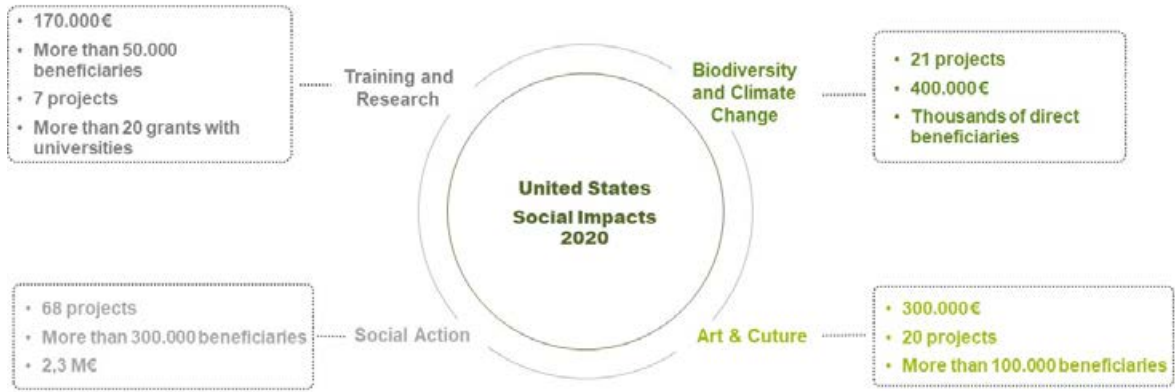 • 170.000€
• More than 50.000
beneficiaries
• 7 projects
• More than 20 grants with
universities
Training and
Research
Biodiversity
and Climate
Change
• 21 projects
• 400.000€
• Thousands of direct
beneficiaries
United States
Social Impacts
2020
• 68 projects
• More than 300.000 beneficiaries
• 2,3 M€
Social Action
Art & Cuture
• 300.000€
• 20 projects
• More than 100.000 beneficiaries